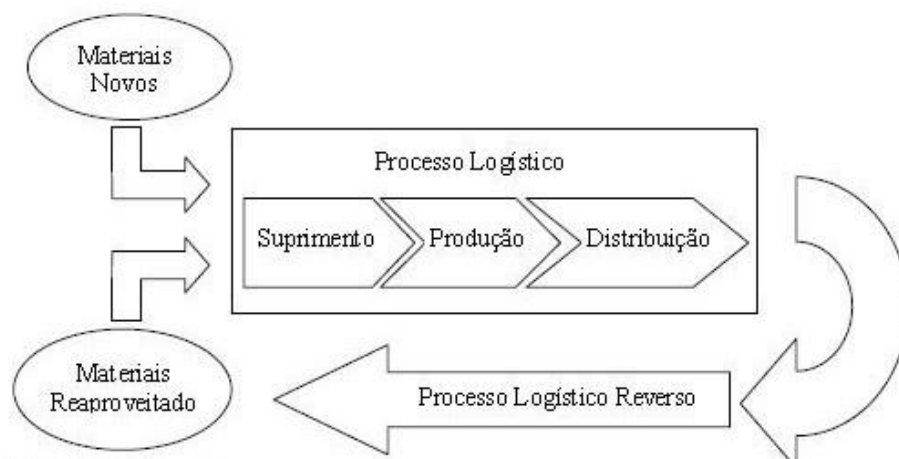 Materiais
Novos
Processo Logístico
Suprimento
Produção
Distribuição
Materiais
Reaproveitado
Processo Logístico Reverso